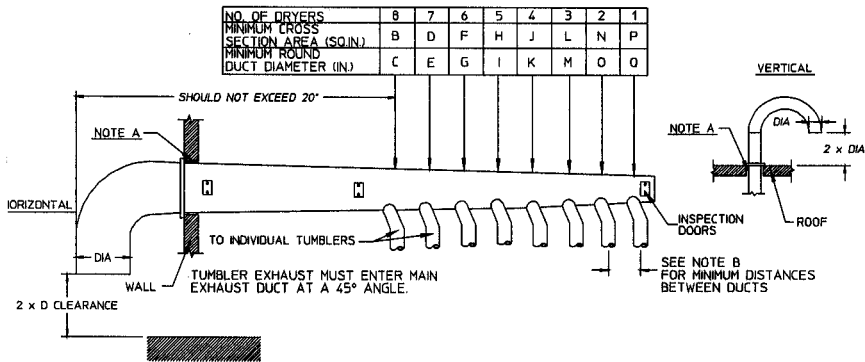 NO. OF DRYERS 8 7 6 5 4 3 2 1
MINIMUM CROSS
SECTION AREA (SQ.IN.) B D F H J L N P
MINIMUM ROUND
DUCT DIAMETER (IN.) C E G I K M O Q
VERTICAL
SHOULD NOT EXCEED 20"
NOTE A
NOTE A
DIA
2 x DIA
ORIZONTAL
TO INDIVIDUAL TUMBLERS
INSPECTION
DOORS
ROOF
DIA
WALL
TUMBLER EXHAUST MUST ENTER MAIN
EXHAUST DUCT AT A 45° ANGLE.
SEE NOTE B
FOR MINIMUM DISTANCES
BETWEEN DUCTS
2 x D CLEARANCE